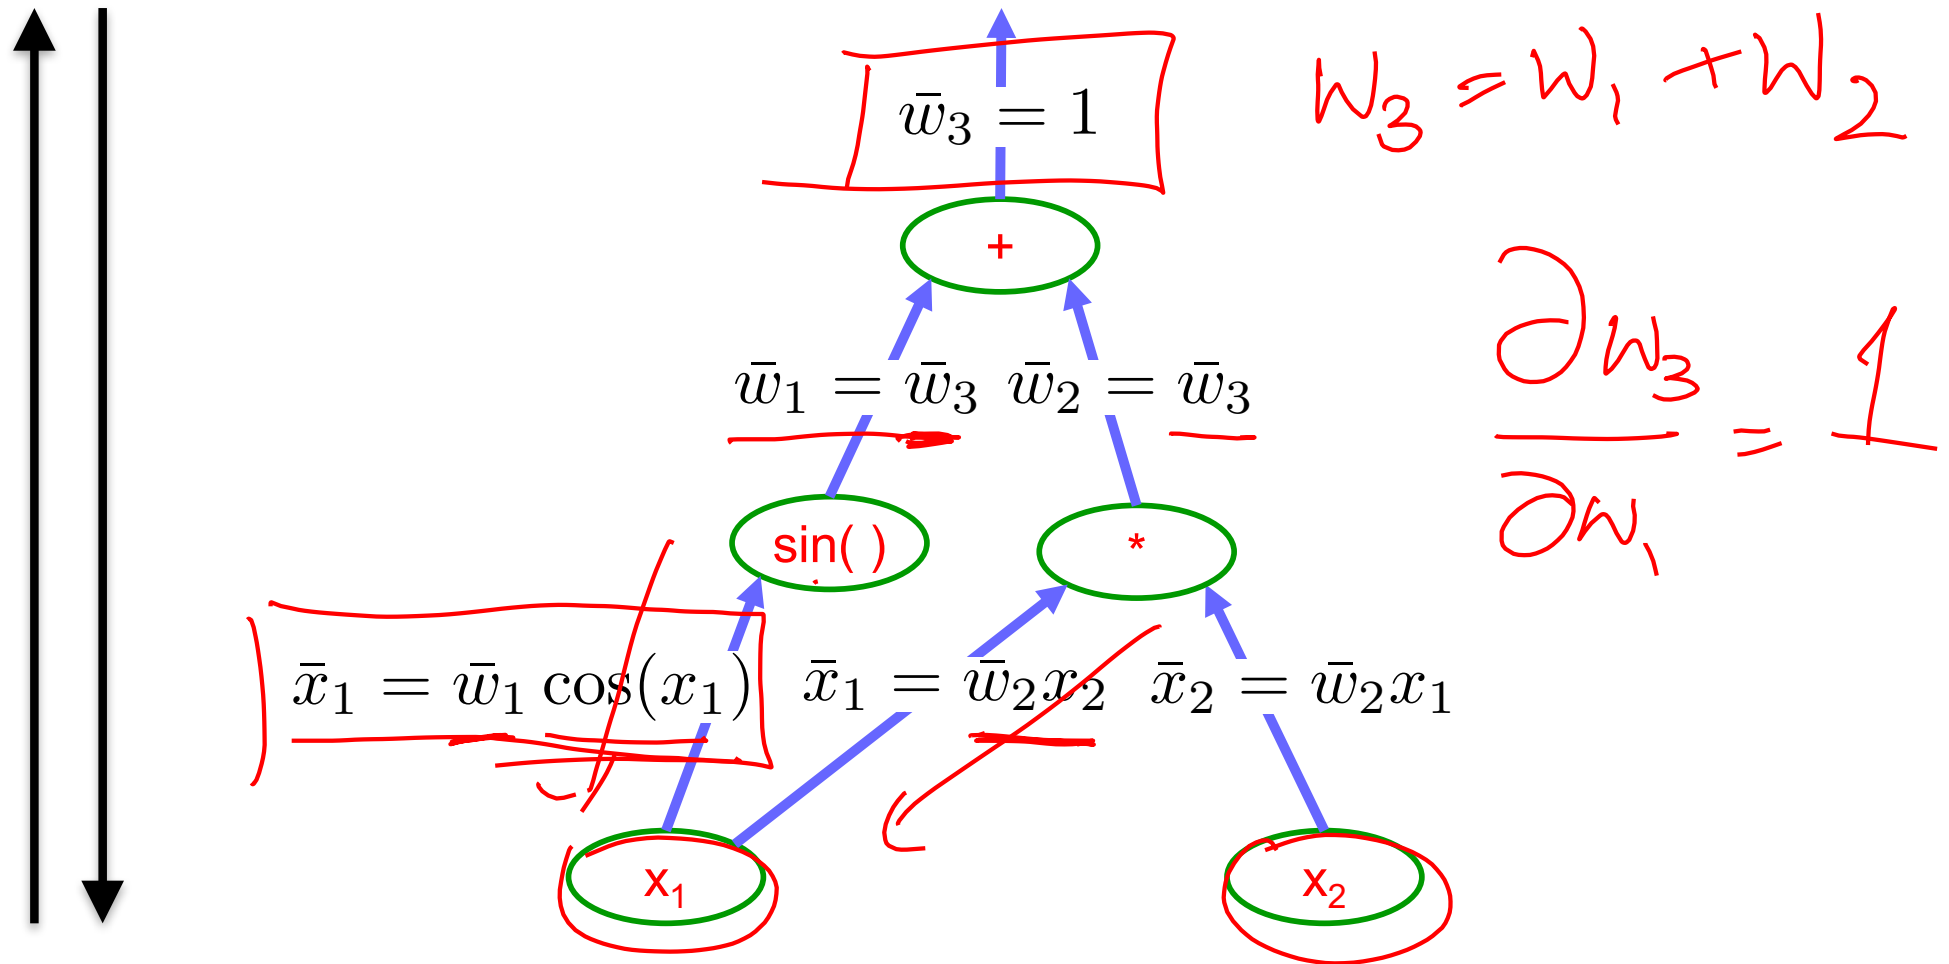 w̄₃ = 1
w₃ = w₁ + w₂
+
w̄₁ = w̄₃ w̄₂ = w̄₃
∂w₃
∂w₁
= 1
sin( ) *
x̄₁ = w̄₁ cos(x₁) x̄₁ = w̄₂x₂ x̄₂ = w̄₂x₁
x₁ x₂